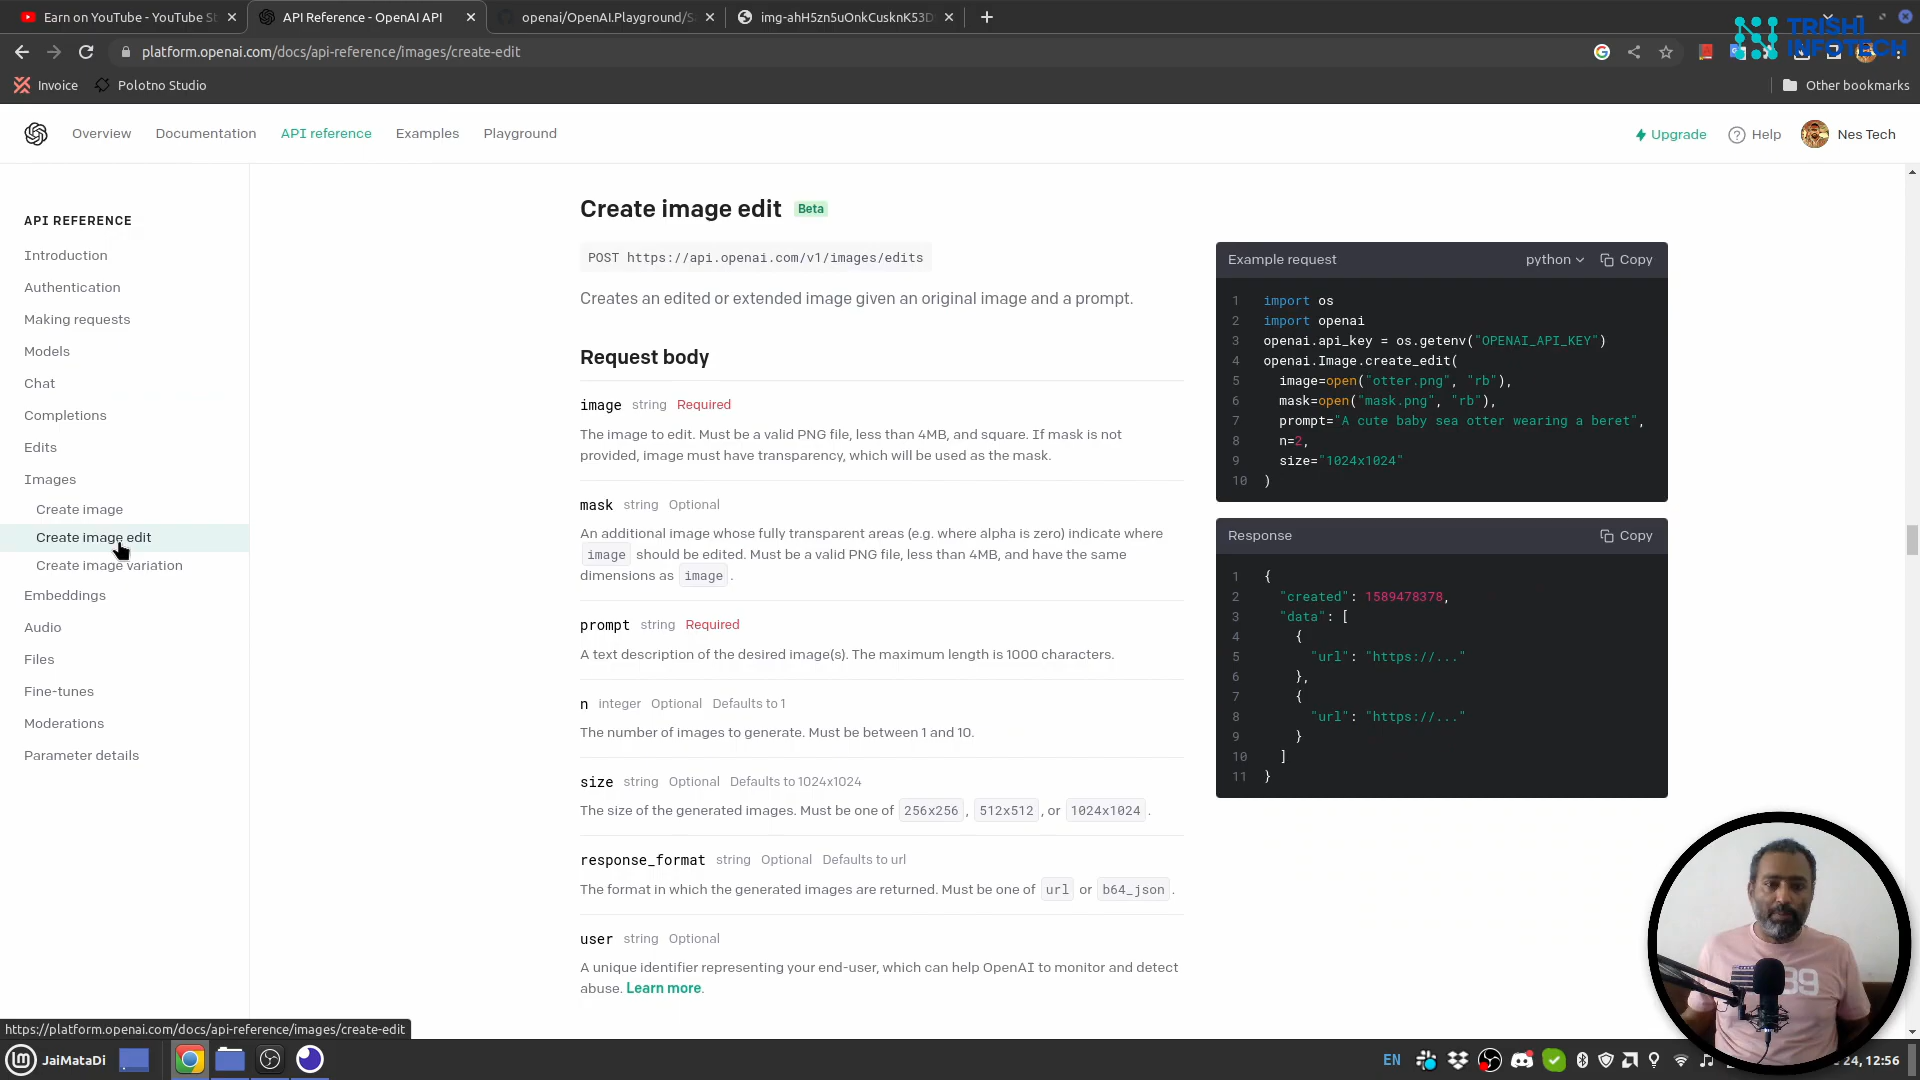 Earn on YouTube - YouTube St
API Reference - OpenAI API
openai/OpenAI.Playground/S
img-ahH5zn5uOnkCusknK53D
platform.openai.com/docs/api-reference/images/create-edit
TRISHI
INFOTECH
Invoice
Polotno Studio
Other bookmarks
Overview
Documentation
API reference
Examples
Playground
Upgrade
Help
Nes Tech
API REFERENCE
Introduction
Authentication
Making requests
Models
Chat
Completions
Edits
Images
Create image
Create image edit
Create image variation
Embeddings
Audio
Files
Fine-tunes
Moderations
Parameter details
Create image edit Beta
POST https://api.openai.com/v1/images/edits
Creates an edited or extended image given an original image and a prompt.
Request body
image string Required
The image to edit. Must be a valid PNG file, less than 4MB, and square. If mask is not
provided, image must have transparency, which will be used as the mask.
mask string Optional
An additional image whose fully transparent areas (e.g. where alpha is zero) indicate where
image should be edited. Must be a valid PNG file, less than 4MB, and have the same
dimensions as image .
prompt string Required
A text description of the desired image(s). The maximum length is 1000 characters.
n integer Optional Defaults to 1
The number of images to generate. Must be between 1 and 10.
size string Optional Defaults to 1024x1024
The size of the generated images. Must be one of 256x256 , 512x512 , or 1024x1024 .
response_format string Optional Defaults to url
The format in which the generated images are returned. Must be one of url or b64_json .
user string Optional
A unique identifier representing your end-user, which can help OpenAI to monitor and detect
abuse. Learn more.
Example request python Copy
1 import os
2 import openai
3 openai.api_key = os.getenv("OPENAI_API_KEY")
4 openai.Image.create_edit(
5 image=open("otter.png", "rb"),
6 mask=open("mask.png", "rb"),
7 prompt="A cute baby sea otter wearing a beret",
8 n=2,
9 size="1024x1024"
10 )
Response Copy
1 {
2 "created": 1589478378,
3 "data": [
4 {
5 "url": "https://..."
6 },
7 {
8 "url": "https://..."
9 }
10 ]
11 }
https://platform.openai.com/docs/api-reference/images/create-edit
JaiMataDi
EN
24, 12:56